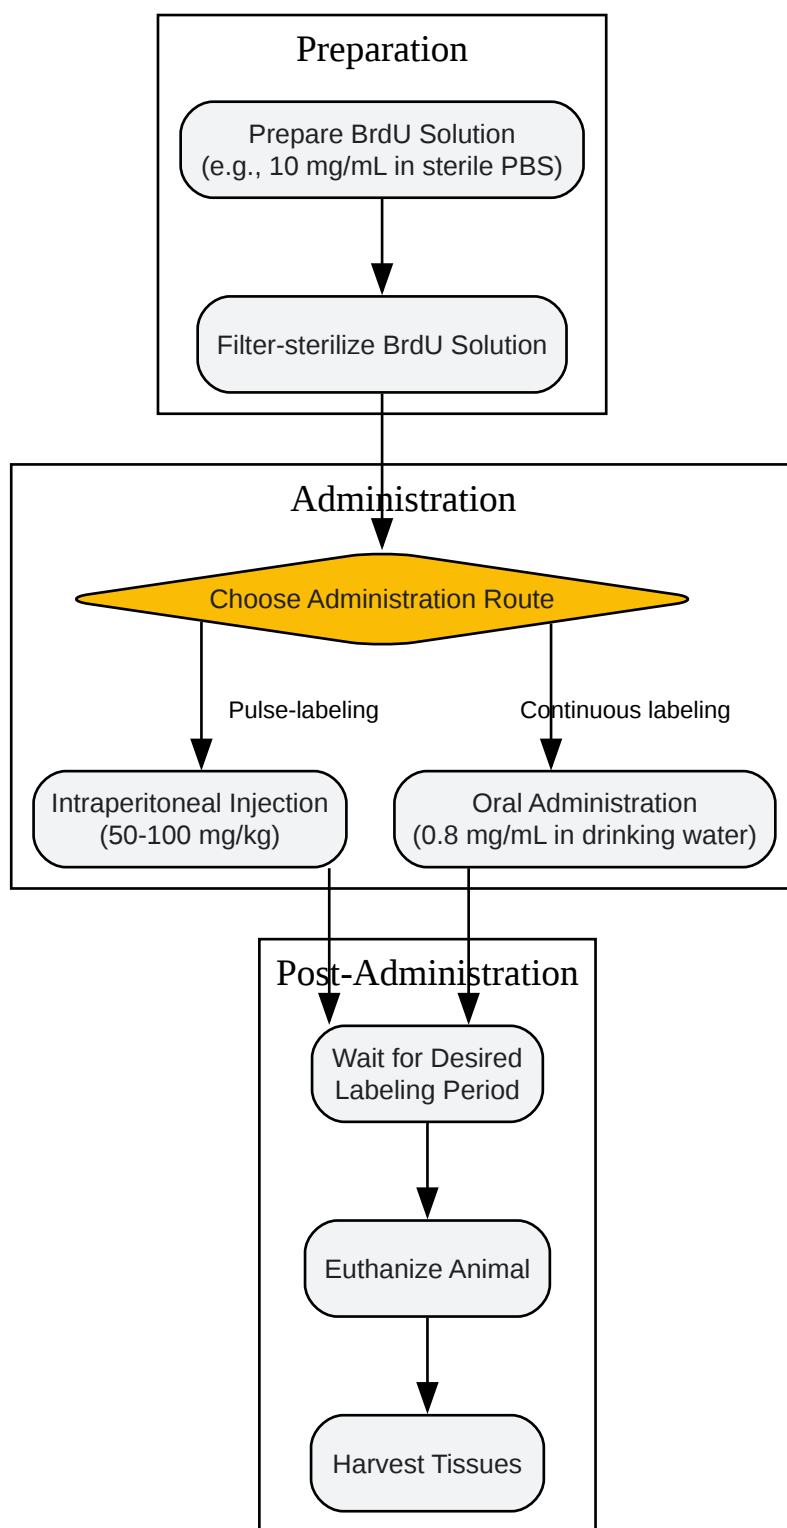 Preparation
Prepare BrdU Solution
(e.g., 10 mg/mL in sterile PBS)
Filter-sterilize BrdU Solution
Administration
Choose Administration Route
Pulse-labeling
Continuous labeling
Intraperitoneal Injection
(50-100 mg/kg)
Oral Administration
(0.8 mg/mL in drinking water)
Post-Administration
Wait for Desired
Labeling Period
Euthanize Animal
Harvest Tissues